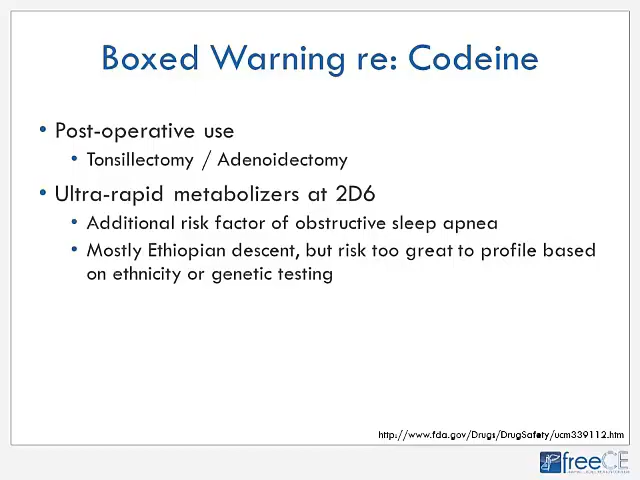 Boxed Warning re: Codeine
• Post-operative use
• Tonsillectomy / Adenoidectomy
• Ultra-rapid metabolizers at 2D6
• Additional risk factor of obstructive sleep apnea
• Mostly Ethiopian descent, but risk too great to profile based
on ethnicity or genetic testing
http://www.fda.gov/Drugs/DrugSafety/ucm339112.htm
freeCE